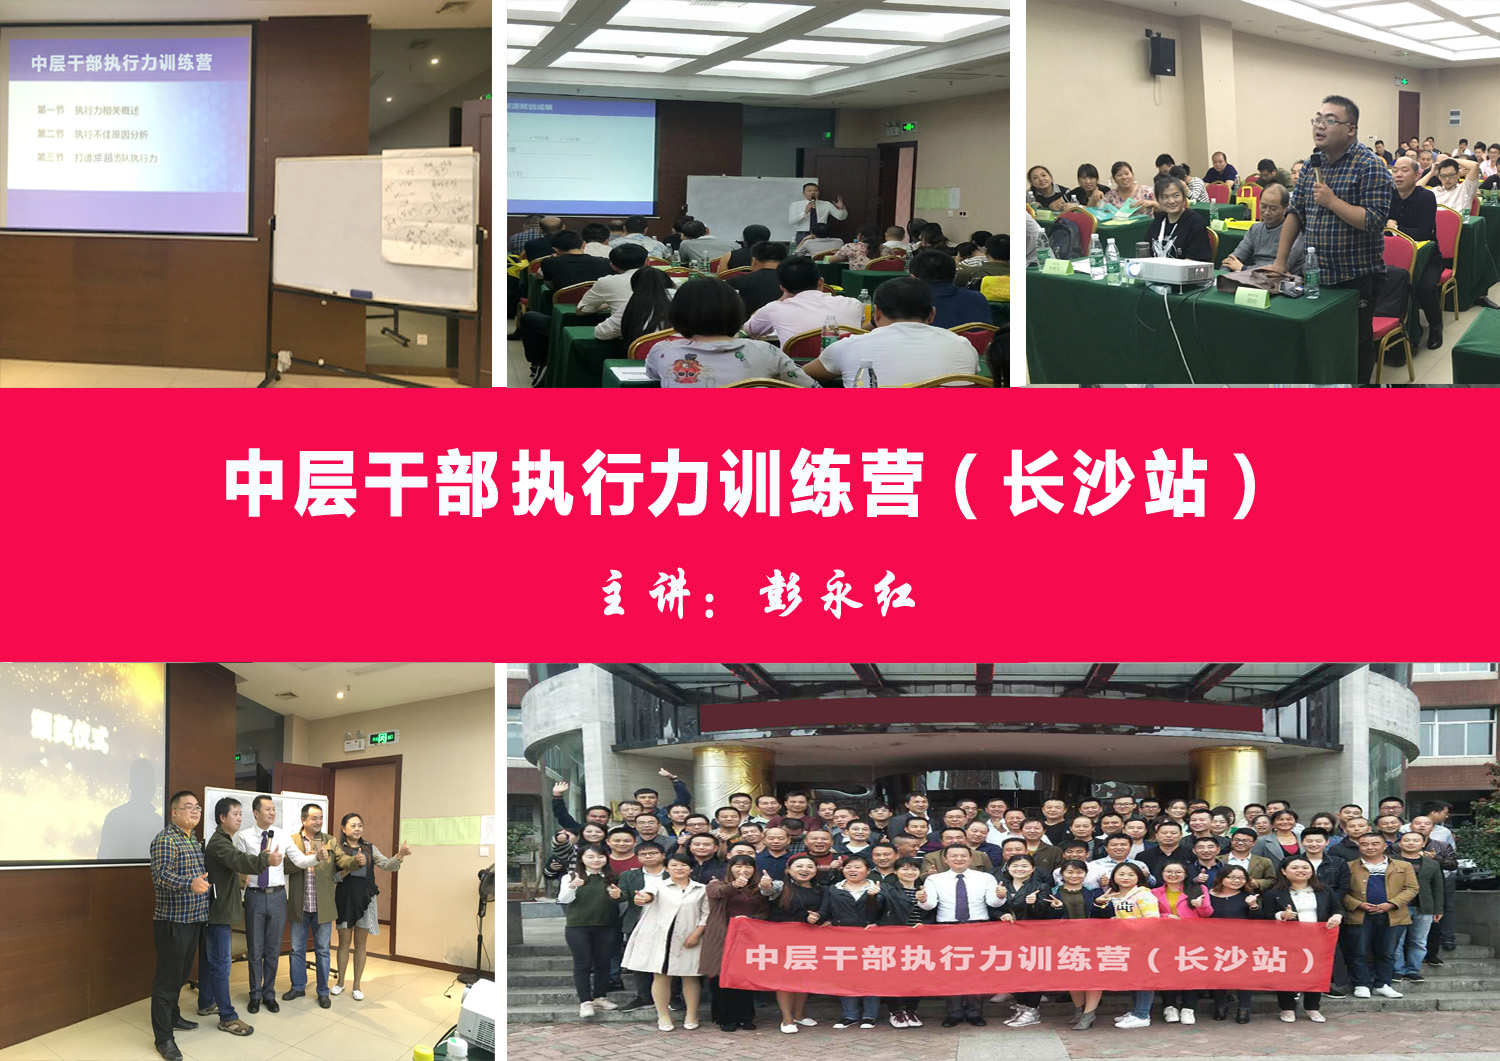 中层干部执行力训练营
第一节 执行力相关概述
第二节 执行不佳原因分析
第三节 打造卓越团队执行力
中层干部执行力训练营（长沙站）
主讲：彭永红
颁奖仪式
中层干部执行力训练营（长沙站）